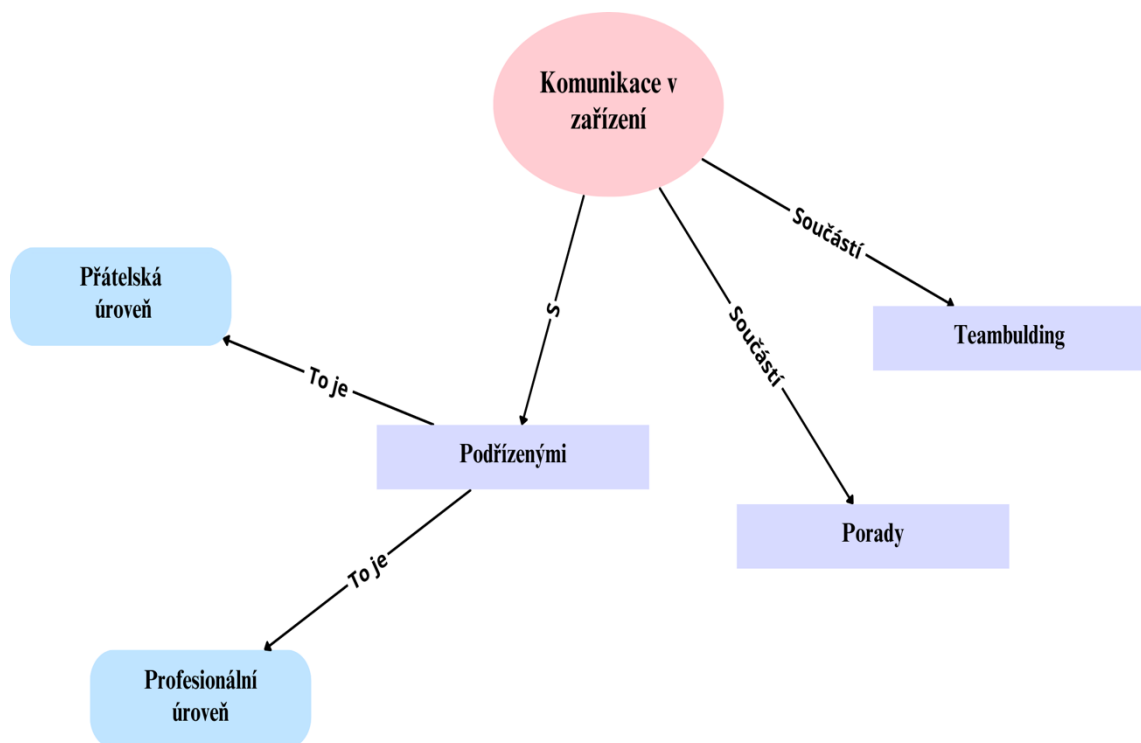 Komunikace v
zařízení
Součástí
Přátelská
úroveň
S
Součástí
Teambulding
To je
Podřízenými
Porady
To je
Profesionální
úroveň